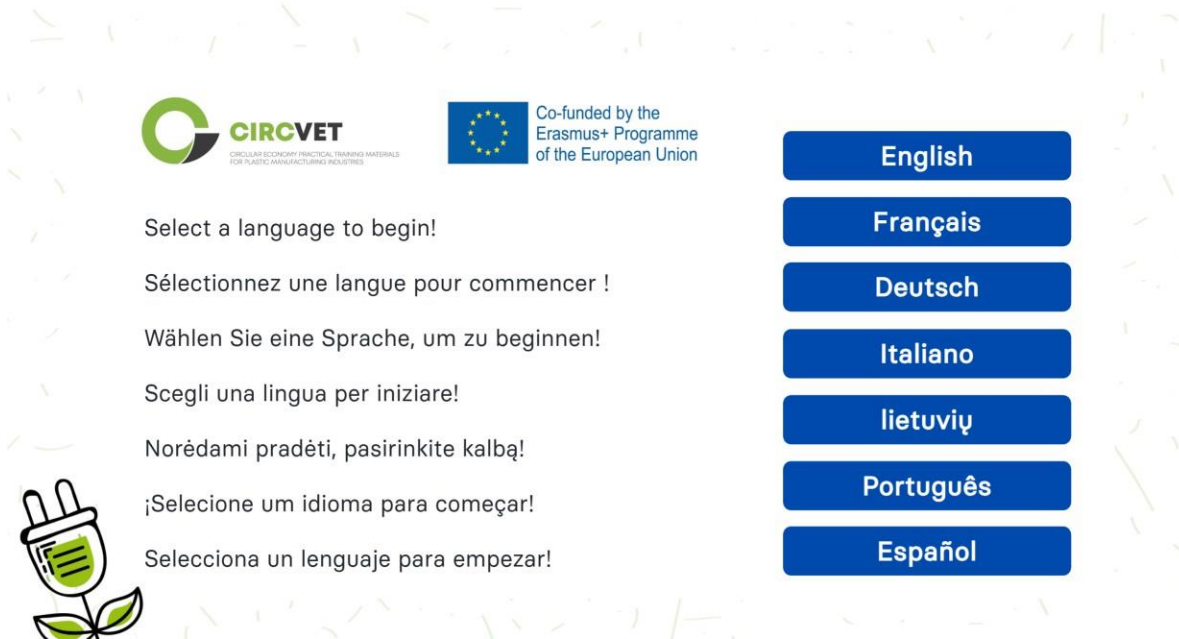 CIRCVET
CIRCULAR ECONOMY PRACTICAL TRAINING MATERIALS
FOR PLASTIC MANUFACTURING INDUSTRIES
Co-funded by the
Erasmus+ Programme
of the European Union
Select a language to begin!
Sélectionnez une langue pour commencer !
Wählen Sie eine Sprache, um zu beginnen!
Scegli una lingua per iniziare!
Norėdami pradėti, pasirinkite kalbą!
¡Selecione um idioma para começar!
Selecciona un lenguaje para empezar!
English
Français
Deutsch
Italiano
lietuvių
Português
Español